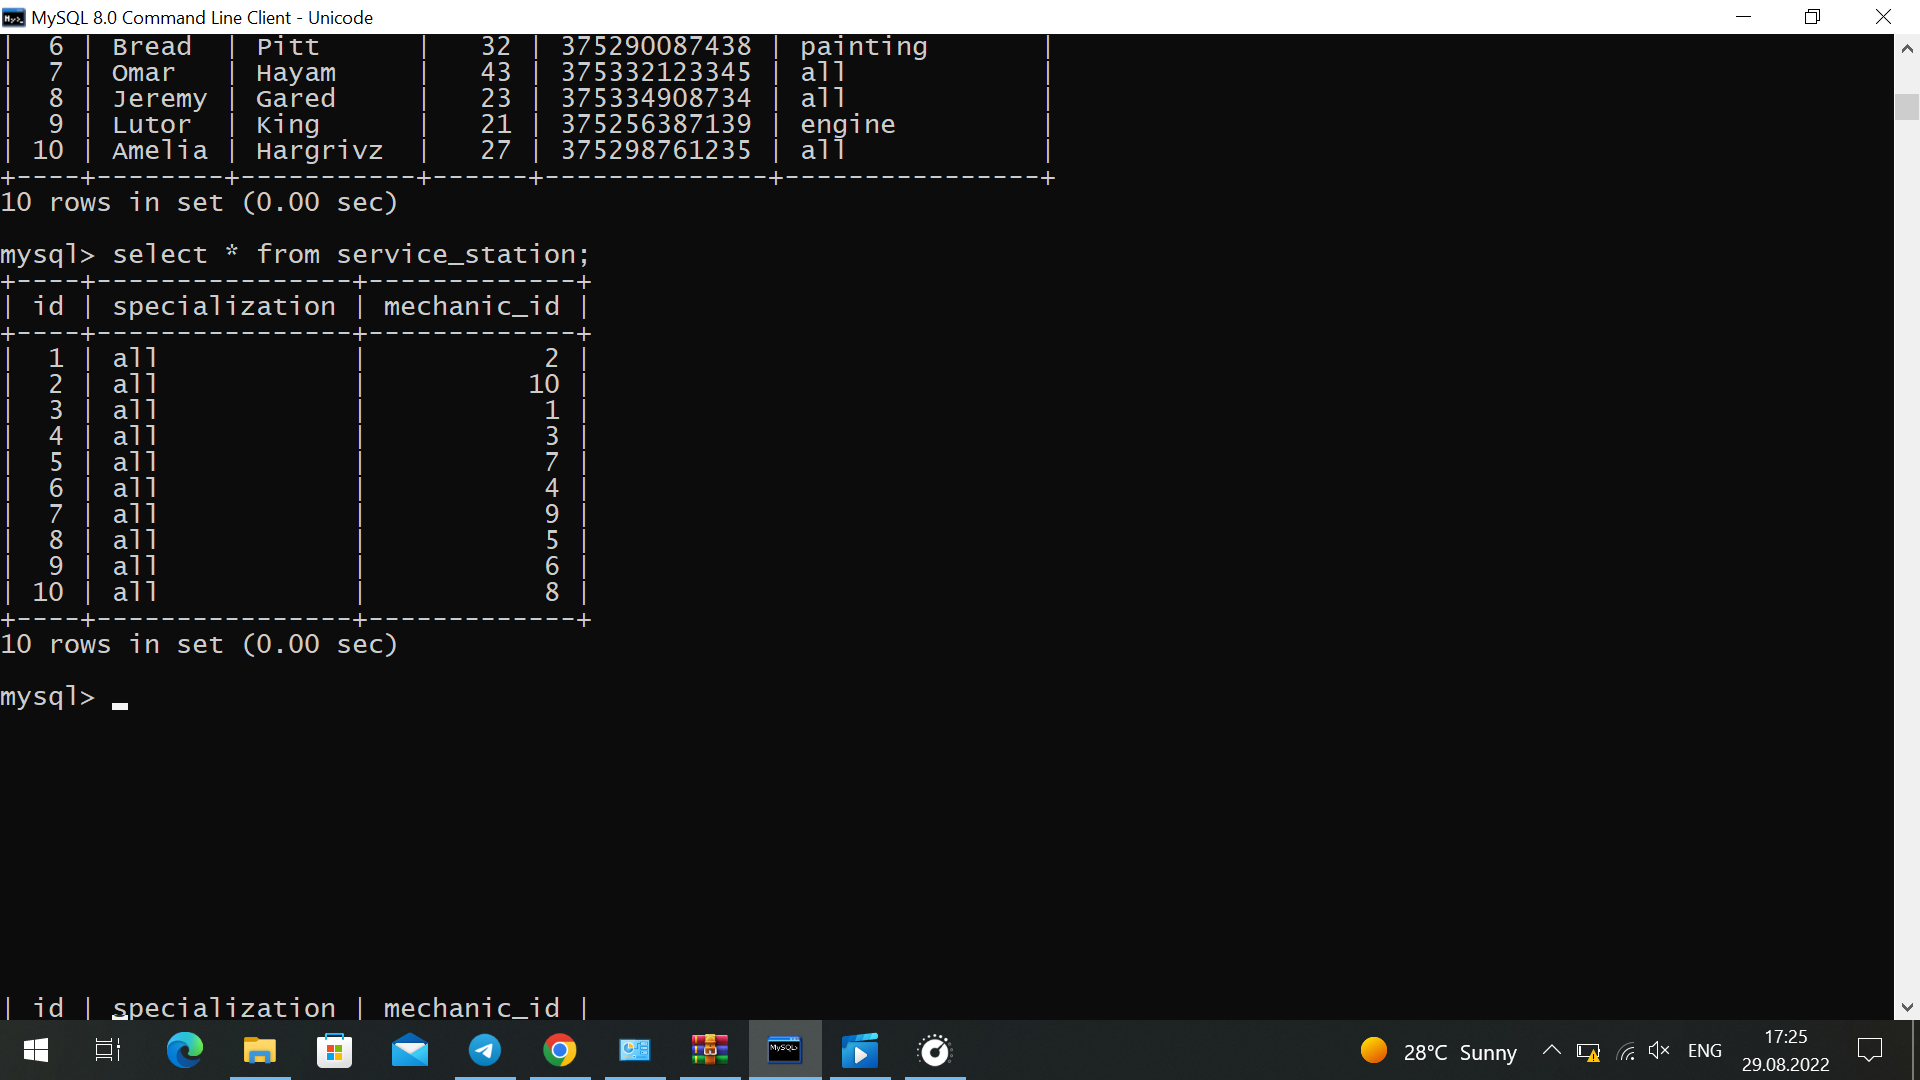 MySQL 8.0 Command Line Client - Unicode
|  6 | Bread  | Pitt      |   32 | 375290087438 | painting       |
|  7 | Omar   | Hayam     |   43 | 375332123345 | all            |
|  8 | Jeremy | Gared     |   23 | 375334908734 | all            |
|  9 | Lutor  | King      |   21 | 375256387139 | engine         |
| 10 | Amelia | Hargrivz  |   27 | 375298761235 | all            |
+----+--------+-----------+------+--------------+----------------+
10 rows in set (0.00 sec)
mysql> select * from service_station;
+----+----------------+-------------+
| id | specialization | mechanic_id |
+----+----------------+-------------+
|  1 | all            |           2 |
|  2 | all            |          10 |
|  3 | all            |           1 |
|  4 | all            |           3 |
|  5 | all            |           7 |
|  6 | all            |           4 |
|  7 | all            |           9 |
|  8 | all            |           5 |
|  9 | all            |           6 |
| 10 | all            |           8 |
+----+----------------+-------------+
10 rows in set (0.00 sec)
mysql> _
| id | specialization | mechanic_id |
MySQL>
28°C Sunny
ENG
17:25
29.08.2022